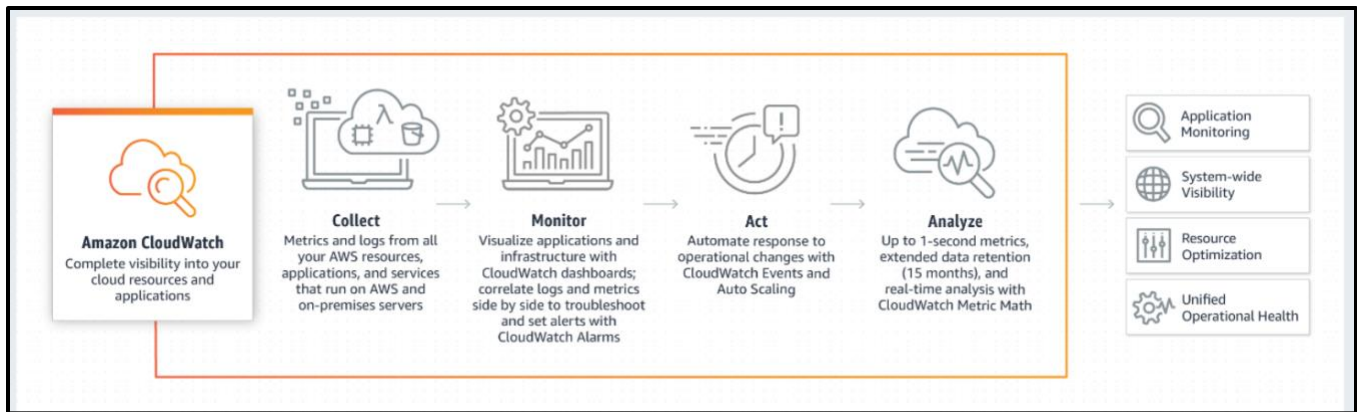 Amazon CloudWatch
Complete visibility into your
cloud resources and
applications
λ
Collect
Metrics and logs from all
your AWS resources,
applications, and services
that run on AWS and
on-premises servers
Monitor
Visualize applications and
infrastructure with
CloudWatch dashboards;
correlate logs and metrics
side by side to troubleshoot
and set alerts with
CloudWatch Alarms
!
Act
Automate response to
operational changes with
CloudWatch Events and
Auto Scaling
Analyze
Up to 1-second metrics,
extended data retention
(15 months), and
real-time analysis with
CloudWatch Metric Math
Application
Monitoring
System-wide
Visibility
Resource
Optimization
Unified
Operational Health